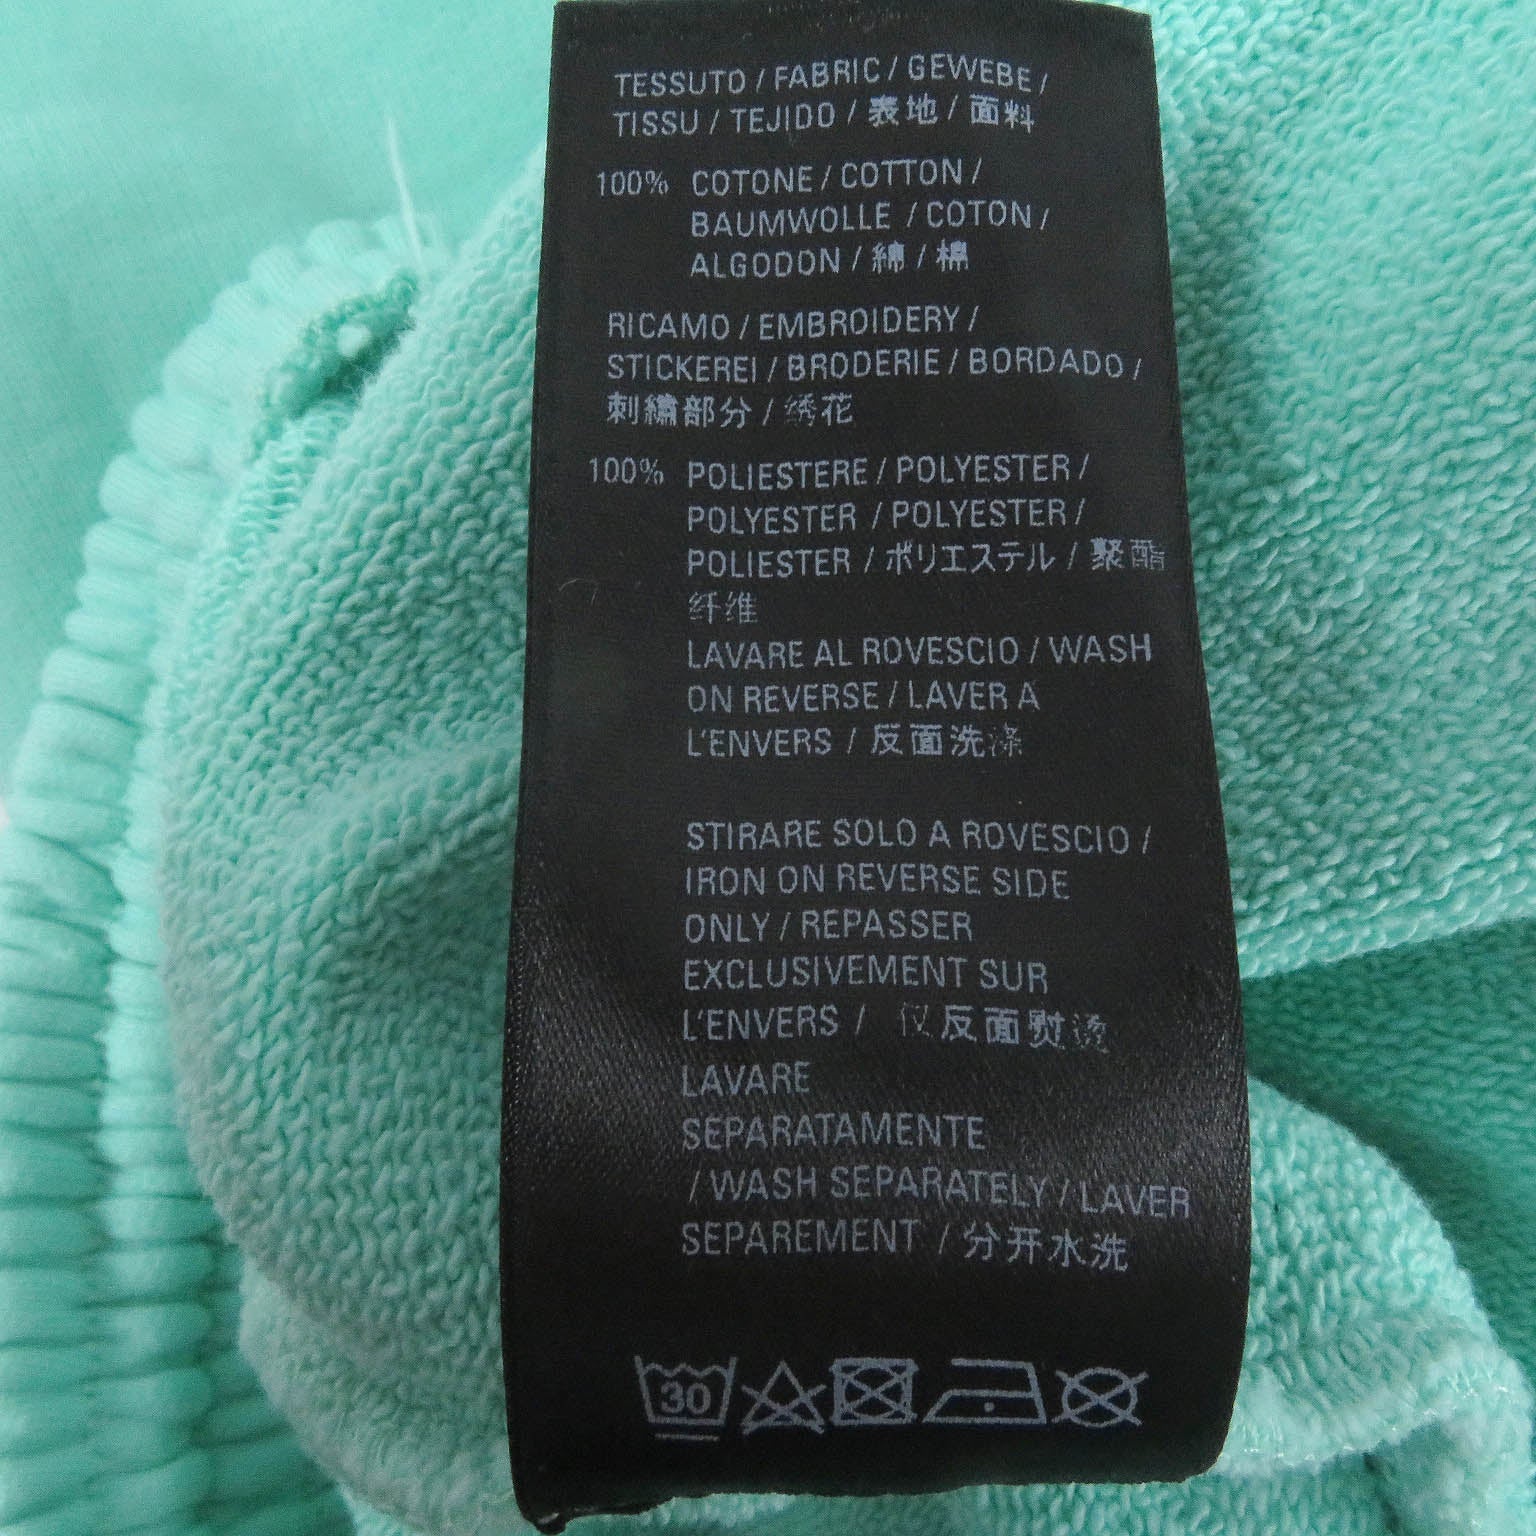 TESSUTO / FABRIC / GEWEBE /
TISSU / TEJIDO / 表地 / 面料
100% COTONE / COTTON /
BAUMWOLLE / COTON /
ALGODON / 綿 / 棉
RICAMO / EMBROIDERY /
STICKEREI / BRODERIE / BORDADO /
刺繍部分 / 绣花
100% POLIESTERE / POLYESTER /
POLYESTER / POLYESTER /
POLIESTER / ポリエステル / 聚酯
纤维
LAVARE AL ROVESCIO / WASH
ON REVERSE / LAVER A
L'ENVERS / 反面洗涤
STIRARE SOLO A ROVESCIO /
IRON ON REVERSE SIDE
ONLY / REPASSER
EXCLUSIVEMENT SUR
L'ENVERS / 仅反面熨烫
LAVARE
SEPARATAMENTE
/ WASH SEPARATELY / LAVER
SEPAREMENT / 分开水洗
30